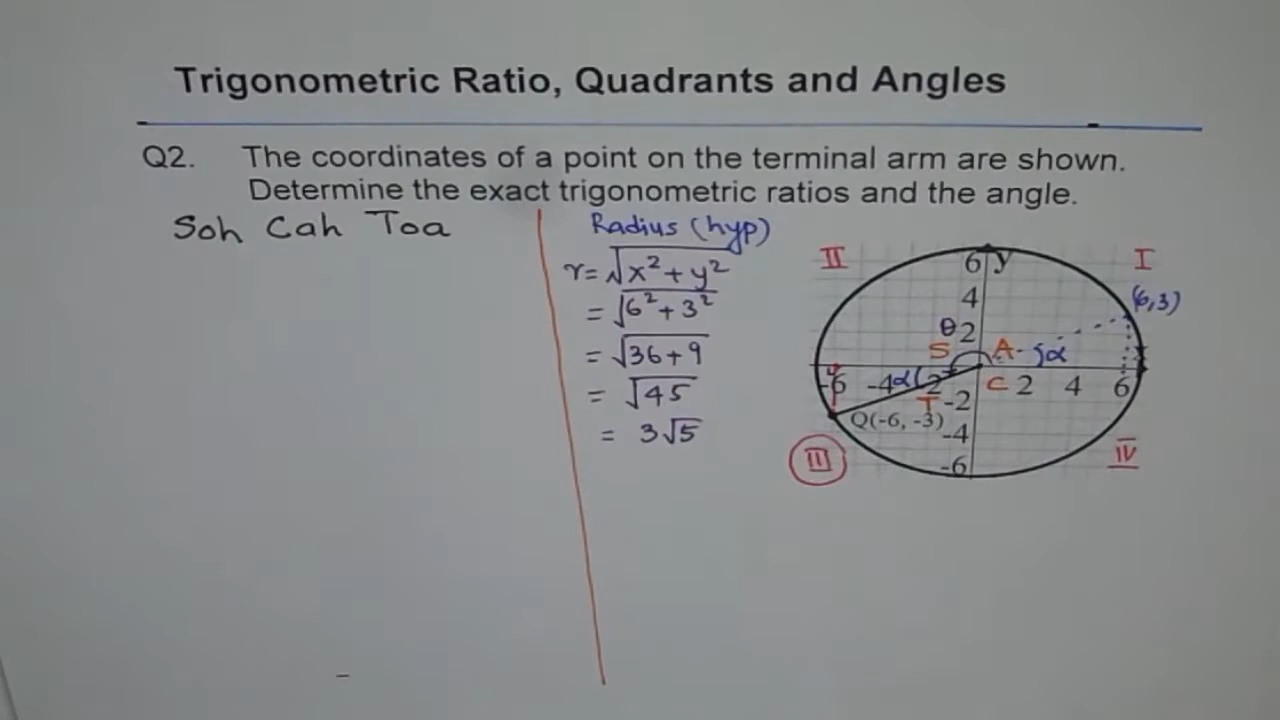 Trigonometric Ratio, Quadrants and Angles
Q2. The coordinates of a point on the terminal arm are shown.
Determine the exact trigonometric ratios and the angle.
Soh Cah Toa
Radius (hyp)
r = √x² + y²
= √6² + 3²
= √36 + 9
= √45
= 3√5
II
6 y
I
4
(6,3)
θ 2
S A α
-6 -4 α -2 C 2 4 6
T -2
Q(-6, -3)
-4
III
IV
-6